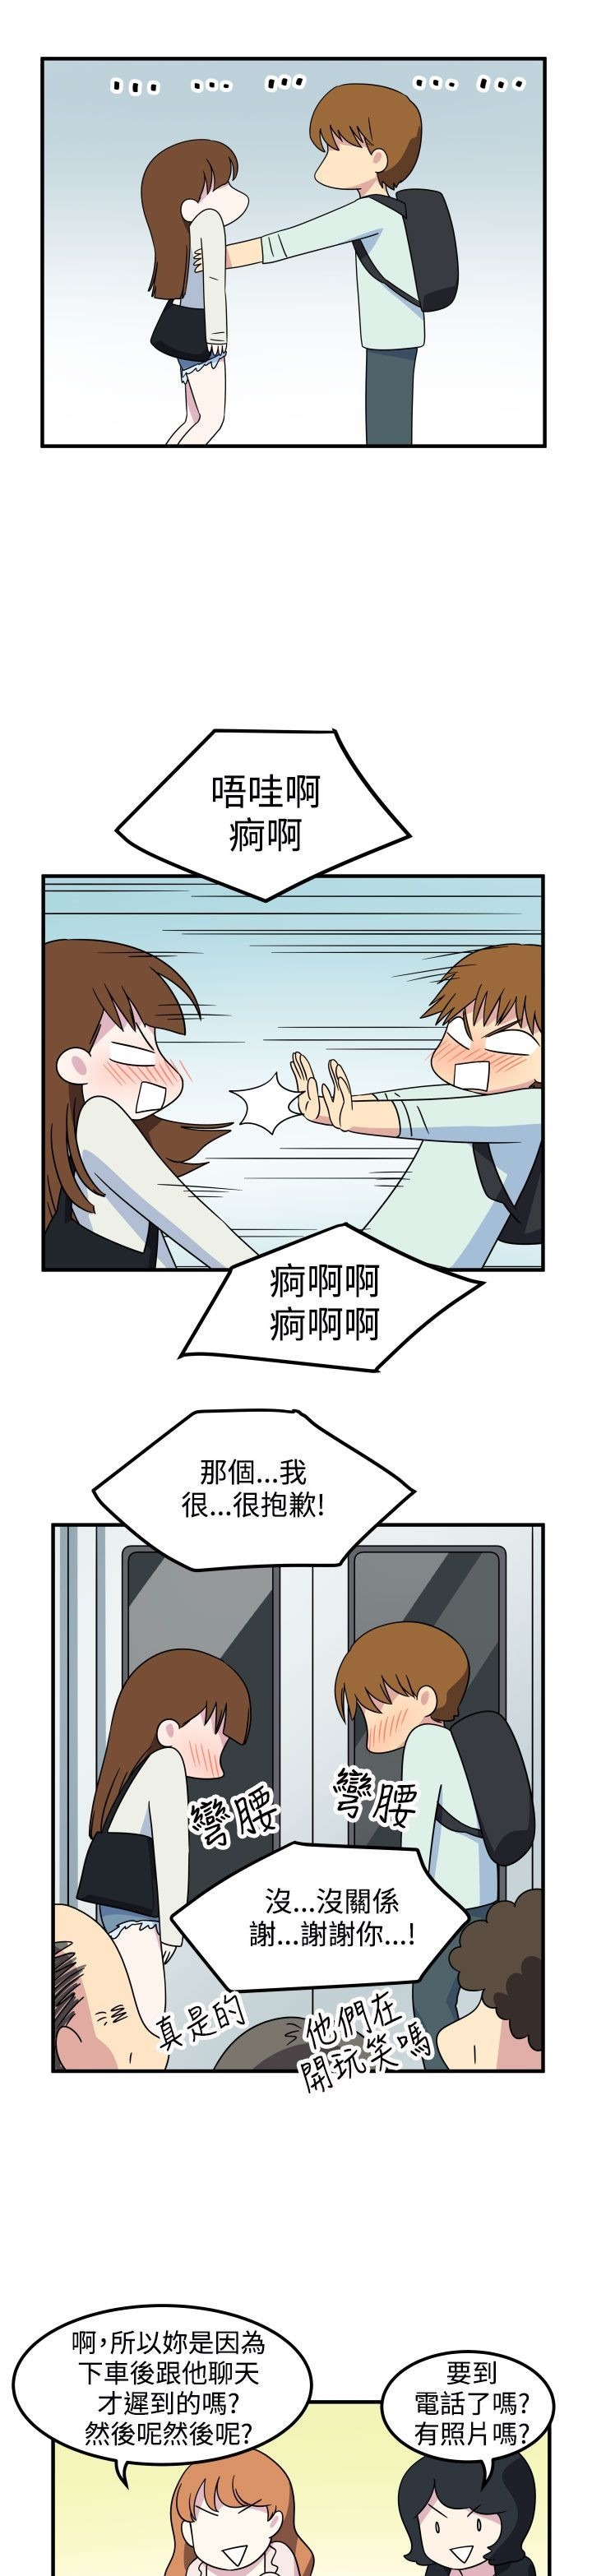 唔哇啊
痾啊
痾啊啊
痾啊啊
那個...我
很...很抱歉!
彎腰
彎腰
沒...沒關係
謝...謝謝你...!
真是的
他們在
開玩笑嗎
啊,所以妳是因為
下車後跟他聊天
才遲到的嗎?
然後呢然後呢?
要到
電話了嗎?
有照片嗎?